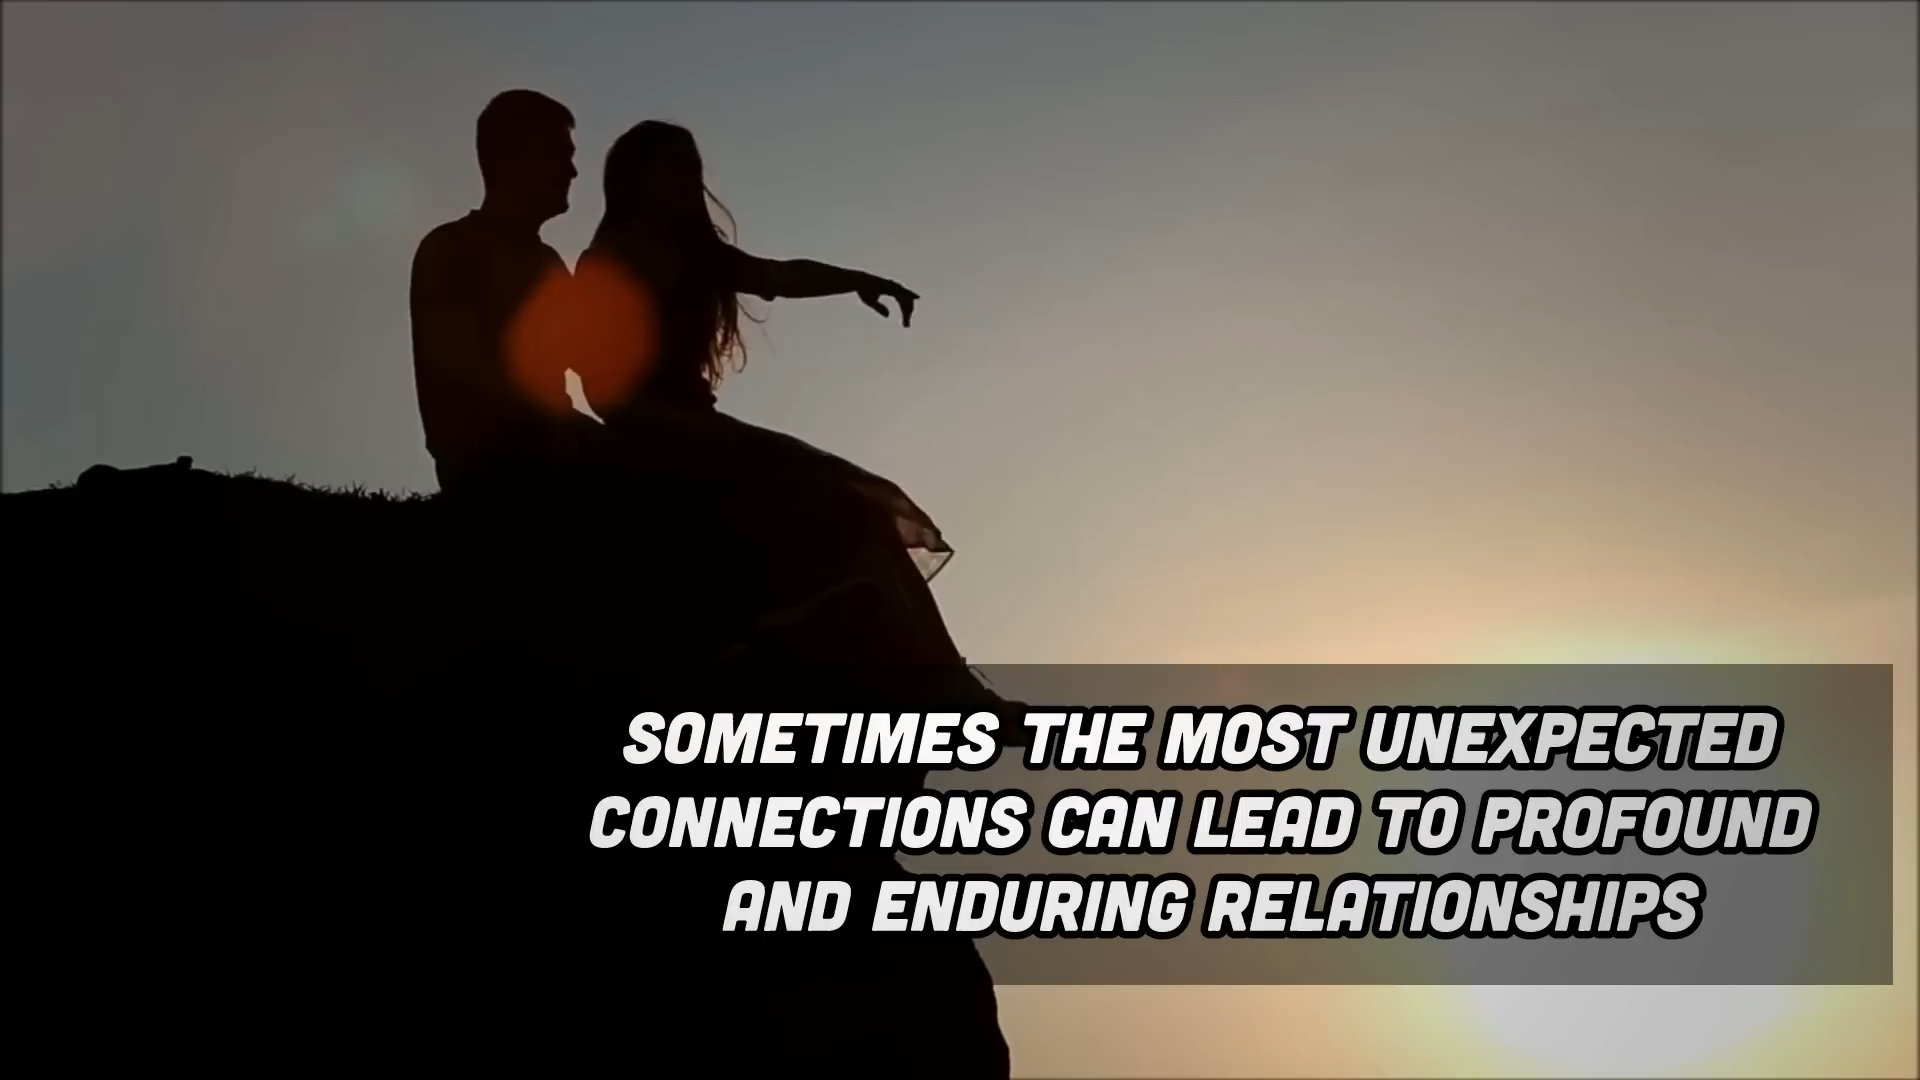 SOMETIMES THE MOST UNEXPECTED
CONNECTIONS CAN LEAD TO PROFOUND
AND ENDURING RELATIONSHIPS